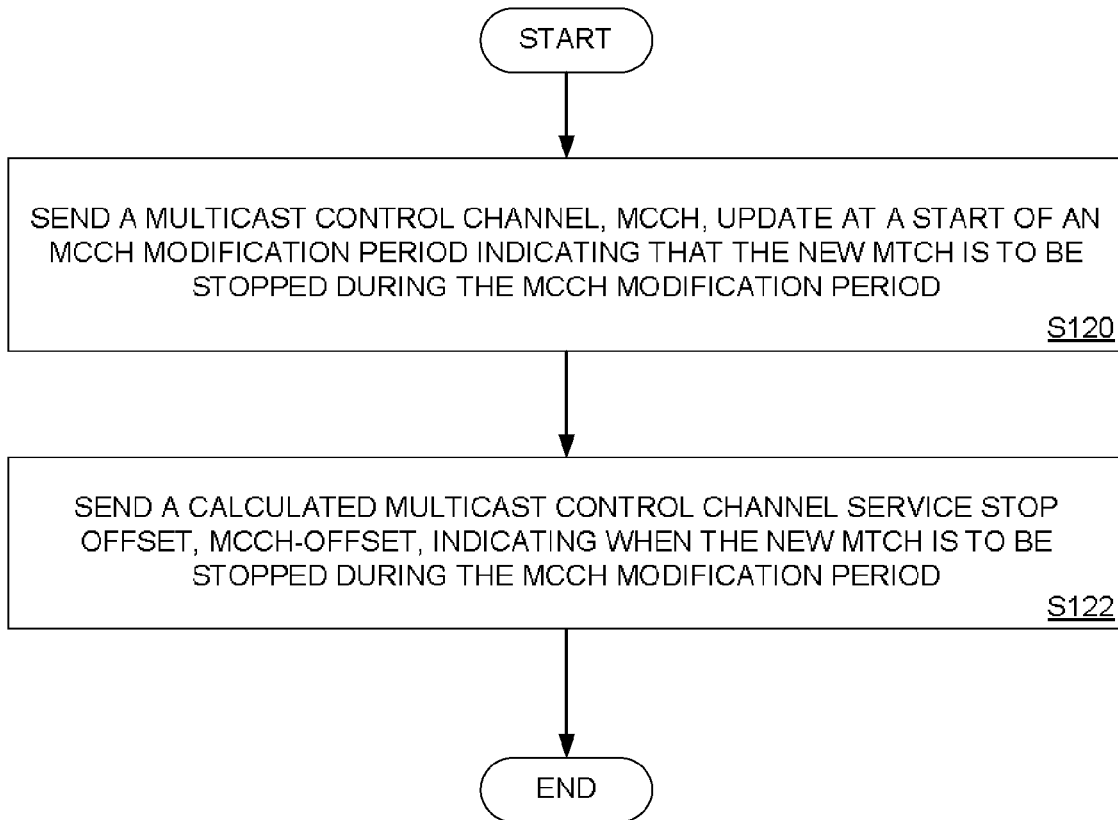 START
SEND A MULTICAST CONTROL CHANNEL, MCCH, UPDATE AT A START OF AN
MCCH MODIFICATION PERIOD INDICATING THAT THE NEW MTCH IS TO BE
STOPPED DURING THE MCCH MODIFICATION PERIOD
S120
SEND A CALCULATED MULTICAST CONTROL CHANNEL SERVICE STOP
OFFSET, MCCH-OFFSET, INDICATING WHEN THE NEW MTCH IS TO BE
STOPPED DURING THE MCCH MODIFICATION PERIOD
S122
END